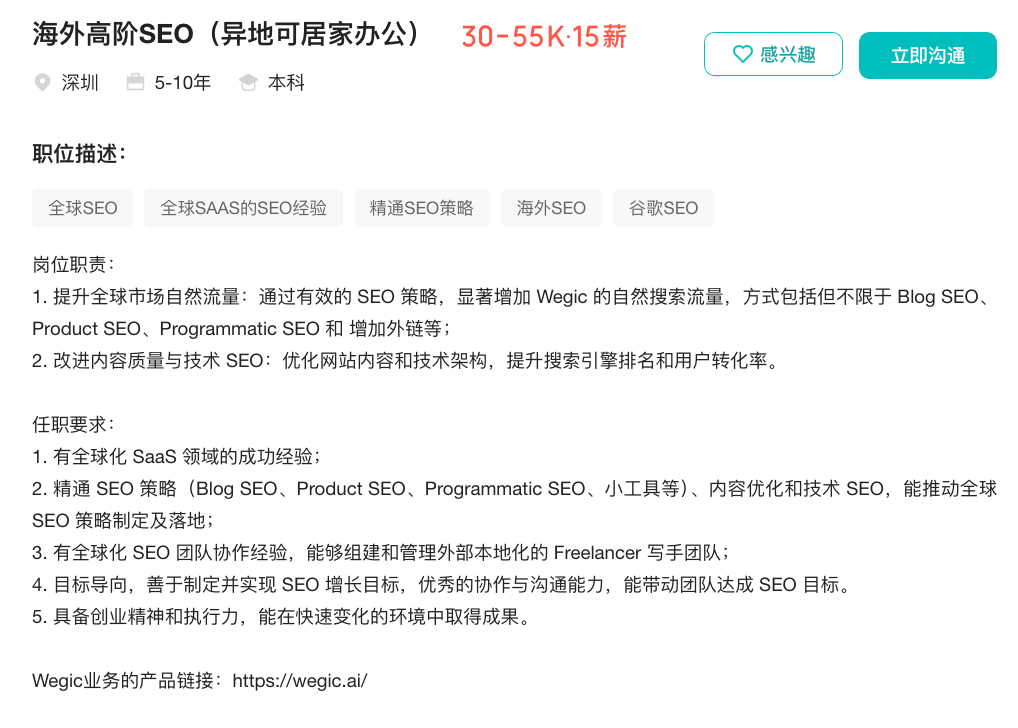 海外高阶SEO（异地可居家办公） 30-55K·15薪
感兴趣 立即沟通
深圳 5-10年 本科
职位描述：
全球SEO 全球SAAS的SEO经验 精通SEO策略 海外SEO 谷歌SEO
岗位职责：
1. 提升全球市场自然流量：通过有效的 SEO 策略，显著增加 Wegic 的自然搜索流量，方式包括但不限于 Blog SEO、
Product SEO、Programmatic SEO 和 增加外链等；
2. 改进内容质量与技术 SEO：优化网站内容和技术架构，提升搜索引擎排名和用户转化率。
任职要求：
1. 有全球化 SaaS 领域的成功经验；
2. 精通 SEO 策略（Blog SEO、Product SEO、Programmatic SEO、小工具等）、内容优化和技术 SEO，能推动全球
SEO 策略制定及落地；
3. 有全球化 SEO 团队协作经验，能够组建和管理外部本地化的 Freelancer 写手团队；
4. 目标导向，善于制定并实现 SEO 增长目标，优秀的协作与沟通能力，能带动团队达成 SEO 目标。
5. 具备创业精神和执行力，能在快速变化的环境中取得成果。
Wegic业务的产品链接：https://wegic.ai/